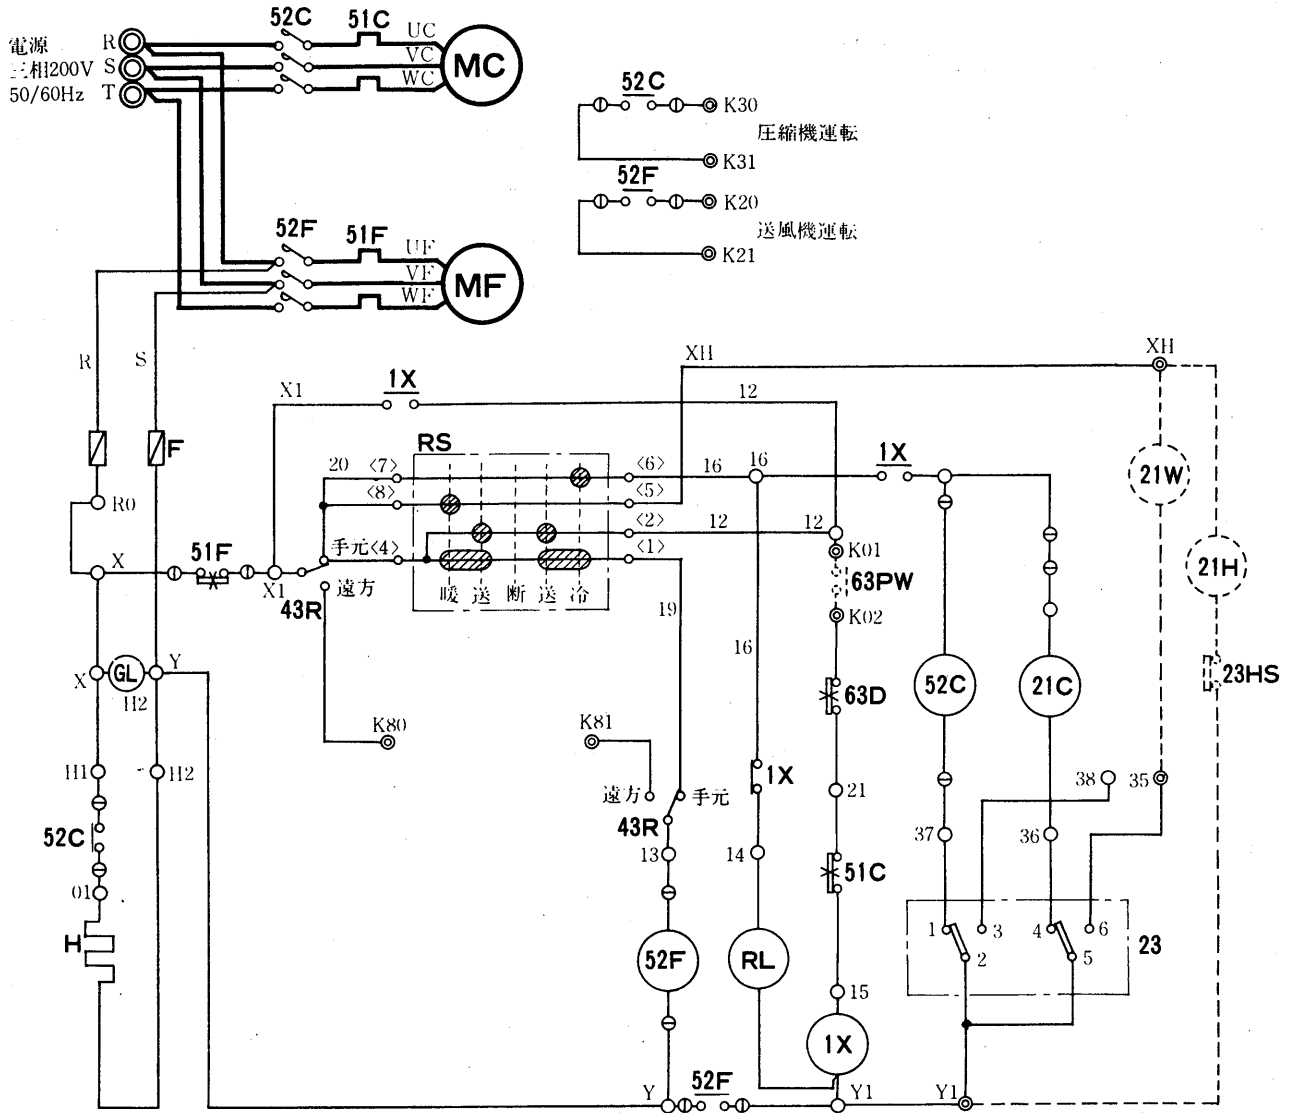 52C 51C UC
電源 R VC MC
三相200V S WC
50/60Hz T
52C
K30
圧縮機運転
K31
52F
K20
送風機運転
K21
52F 51F UF
VF MF
WF
R S
XH XH
X1 1X 12
F RS
20 〈7〉 〈6〉 16 16 1X
〈8〉 〈5〉
〈2〉 12 12
手元〈4〉 〈1〉
R0
21W
X 51F X1
43R 遠方
暖 送 断 送 冷
K01
63PW
K02
21H
19
16
X GL Y
H2
52C 21C
23HS
63D
K80 K81
H1 H2
1X
21
38 35
遠方 手元
43R
52C
13 14
51C
37 36
01
H
1 3 4 6
2 5
23
52F RL
15
1X
Y 52F Y1 Y1